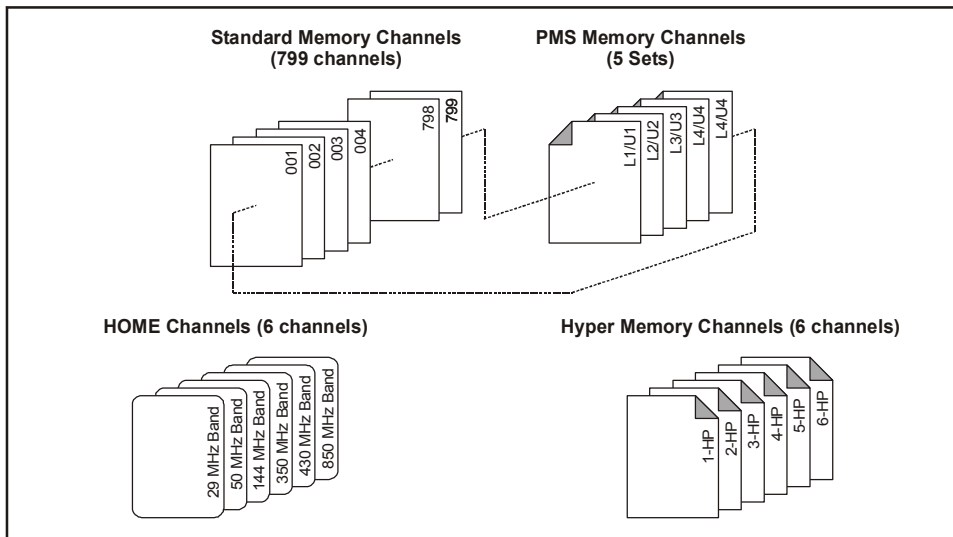 Standard Memory Channels
(799 channels)
PMS Memory Channels
(5 Sets)
001
002
003
004
798
799
L1/U1
L2/U2
L3/U3
L4/U4
L4/U4
HOME Channels (6 channels)
Hyper Memory Channels (6 channels)
29 MHz Band
50 MHz Band
144 MHz Band
350 MHz Band
430 MHz Band
850 MHz Band
1-HP
2-HP
3-HP
4-HP
5-HP
6-HP